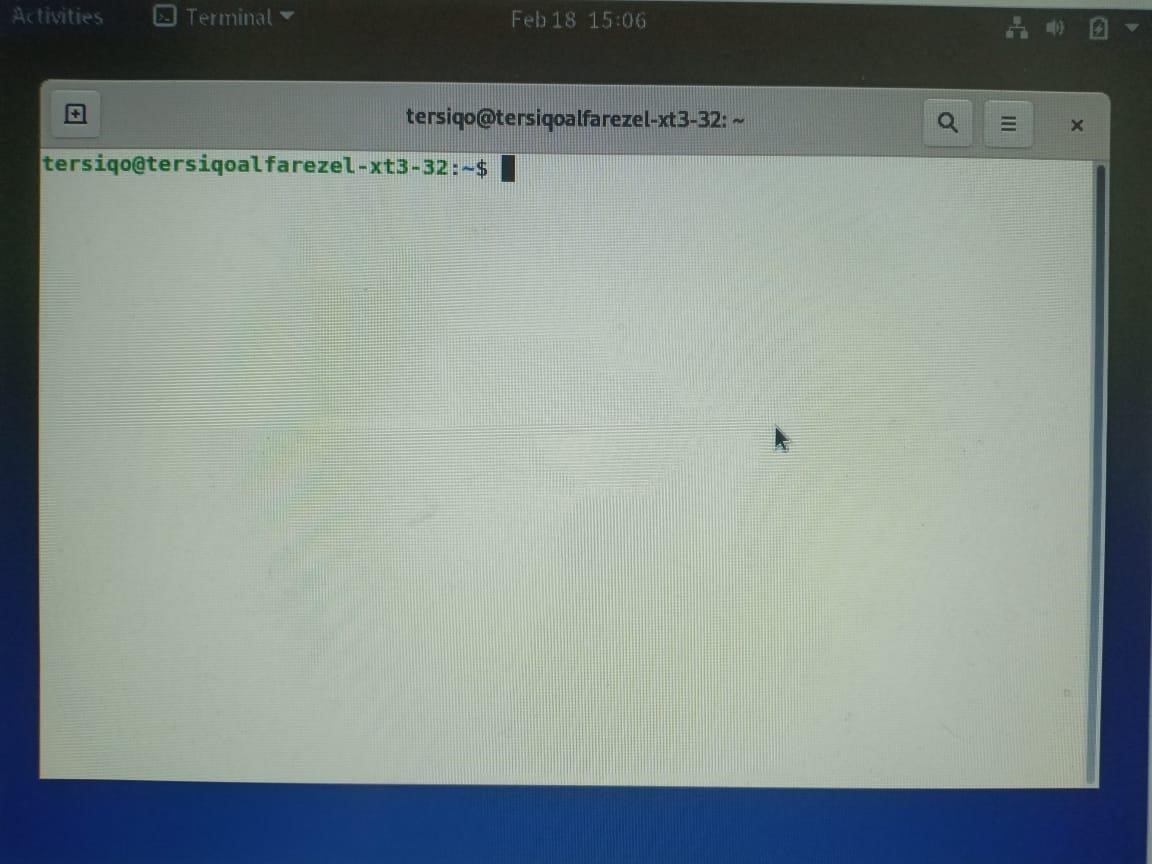 Activities Terminal Feb 18 15:06
tersiqo@tersiqoalfarezel-xt3-32: ~
tersiqo@tersiqoalfarezel-xt3-32:~$